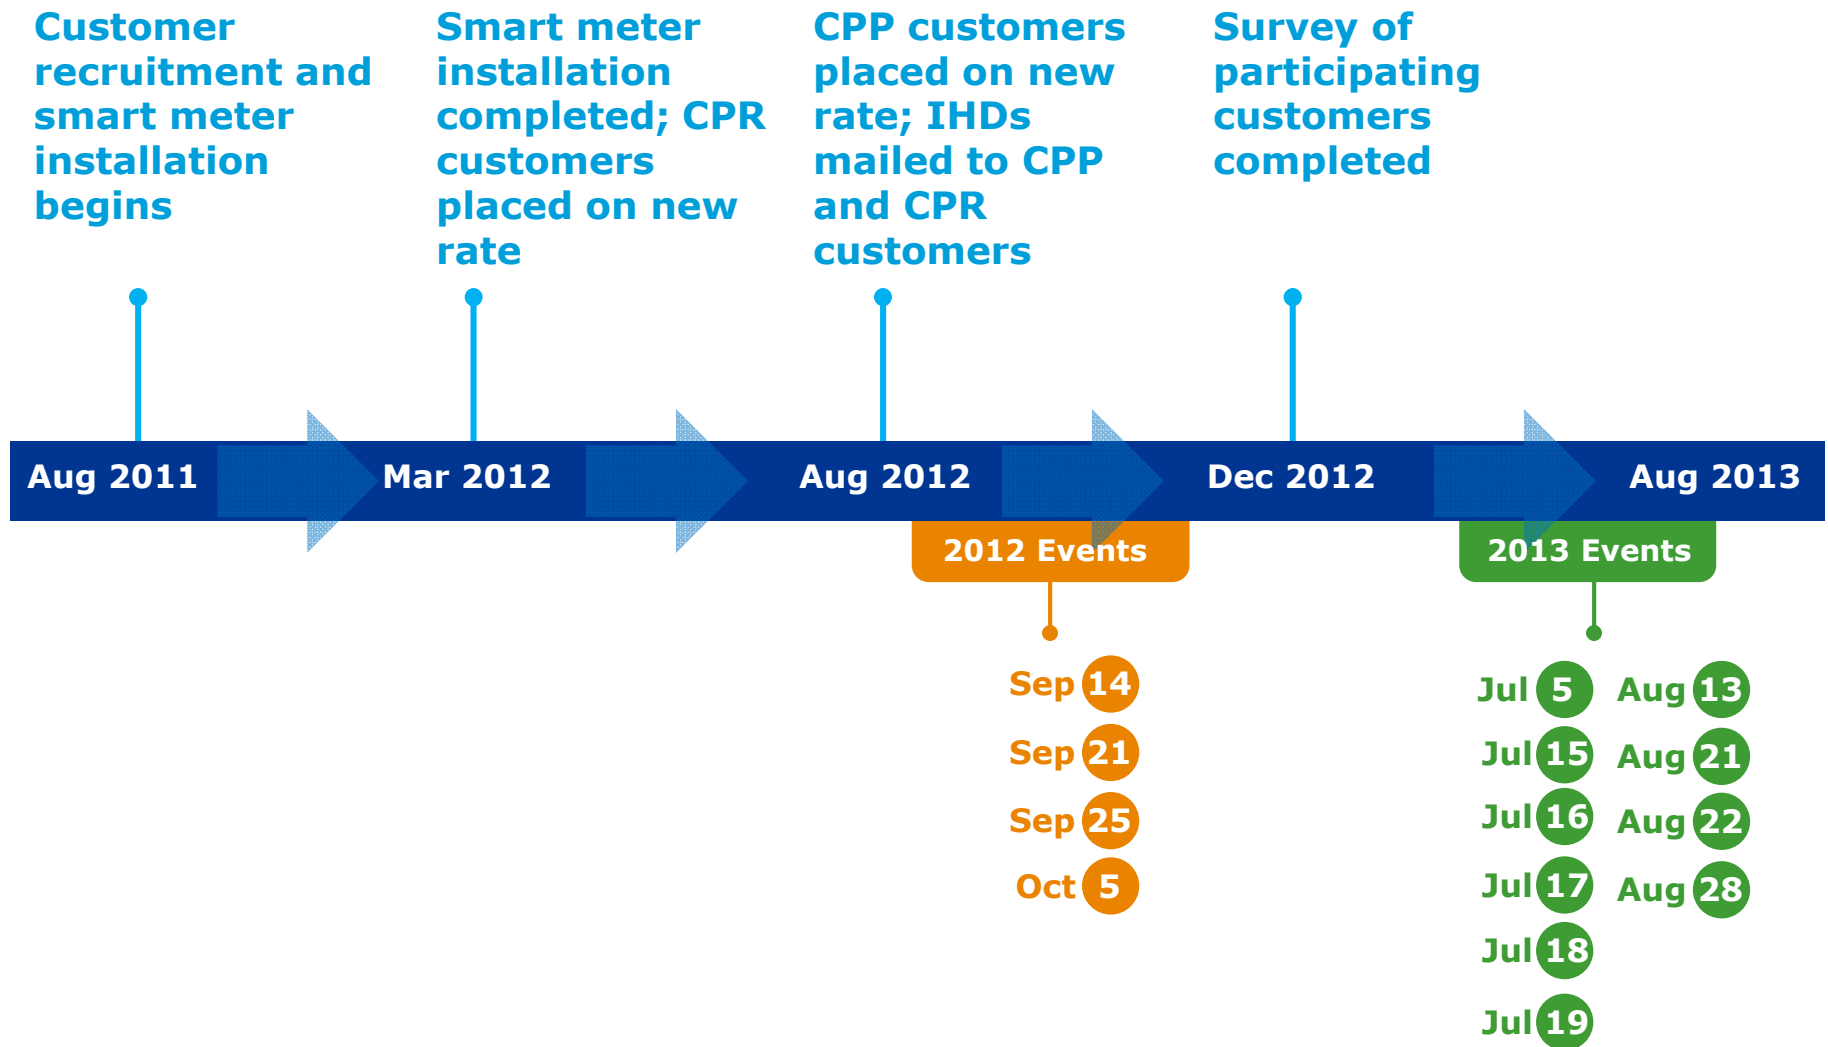 Customer
recruitment and
smart meter
installation
begins
Smart meter
installation
completed; CPR
customers
placed on new
rate
CPP customers
placed on new
rate; IHDs
mailed to CPP
and CPR
customers
Survey of
participating
customers
completed
Aug 2011
Mar 2012
Aug 2012
Dec 2012
Aug 2013
2012 Events
Sep 14
Sep 21
Sep 25
Oct 5
2013 Events
Jul 5
Jul 15
Jul 16
Jul 17
Jul 18
Jul 19
Aug 13
Aug 21
Aug 22
Aug 28